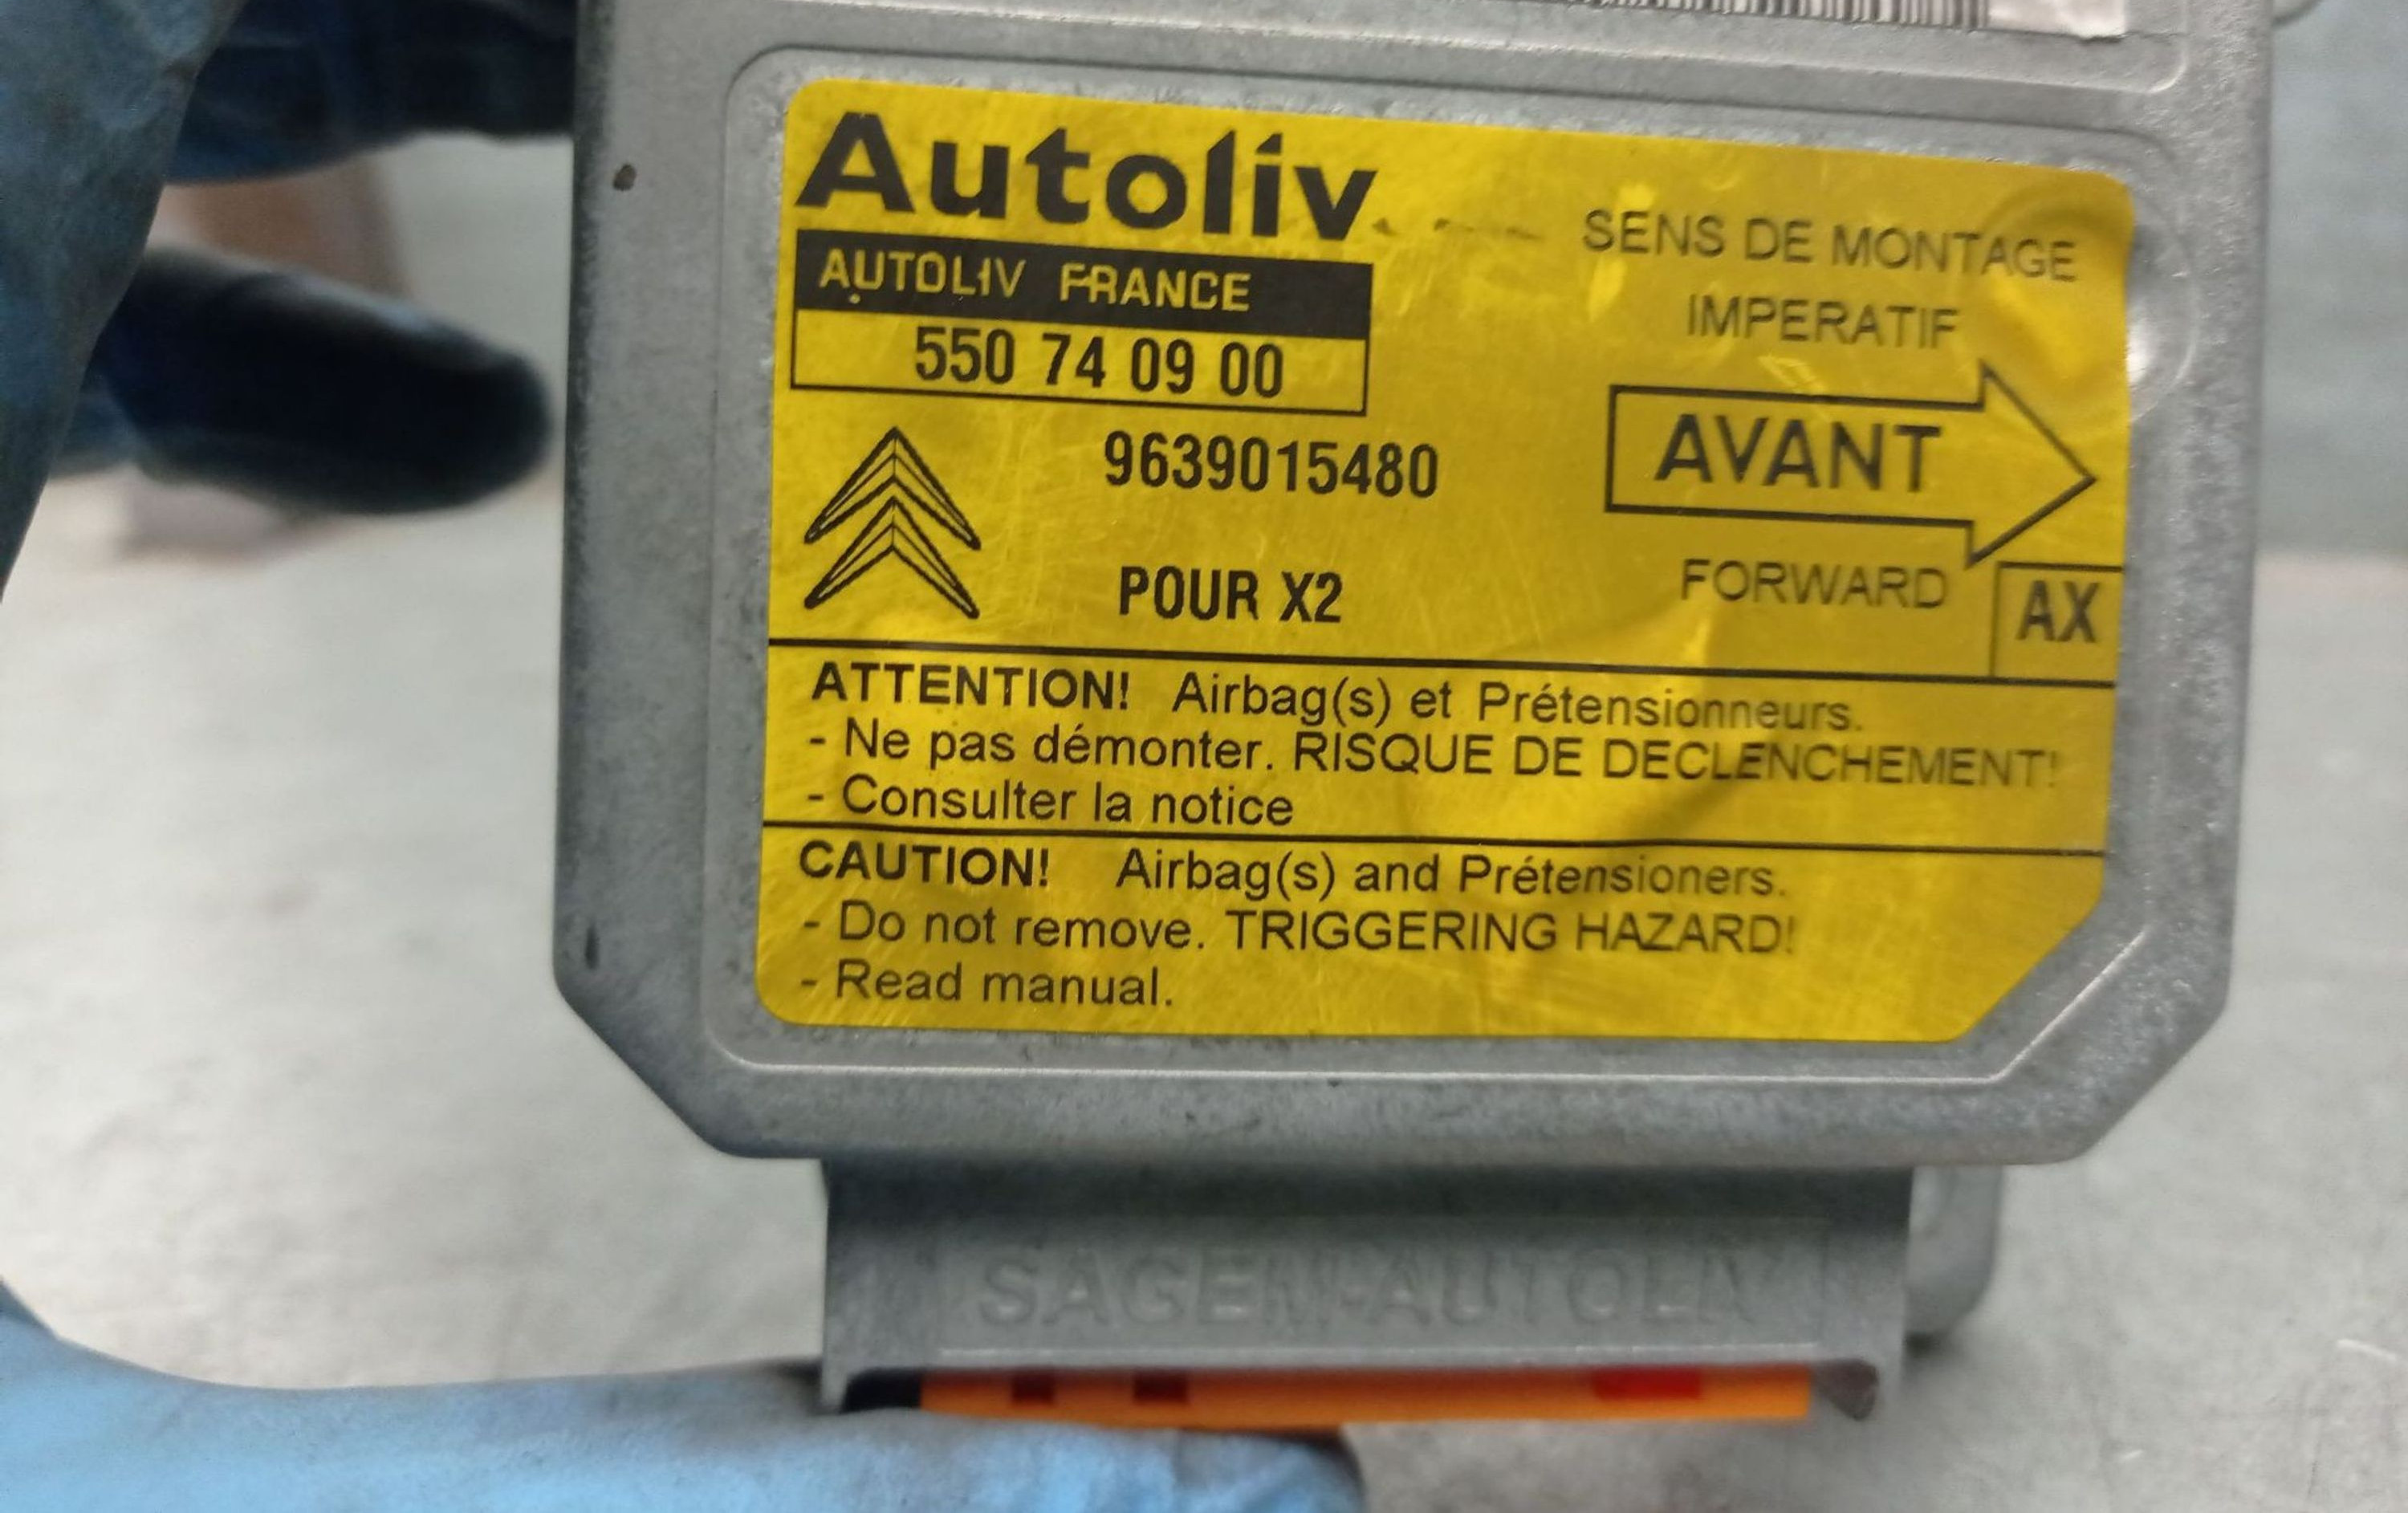 Autoliv
AUTOLIV FRANCE
550 74 09 00
SENS DE MONTAGE
IMPERATIF
AVANT
FORWARD
AX
9639015480
POUR X2
ATTENTION! Airbag(s) et Prétensionneurs.
- Ne pas démonter. RISQUE DE DECLENCHEMENT!
- Consulter la notice
CAUTION! Airbag(s) and Prétensioners.
- Do not remove. TRIGGERING HAZARD!
- Read manual.
SAGEM-AUTOLIV